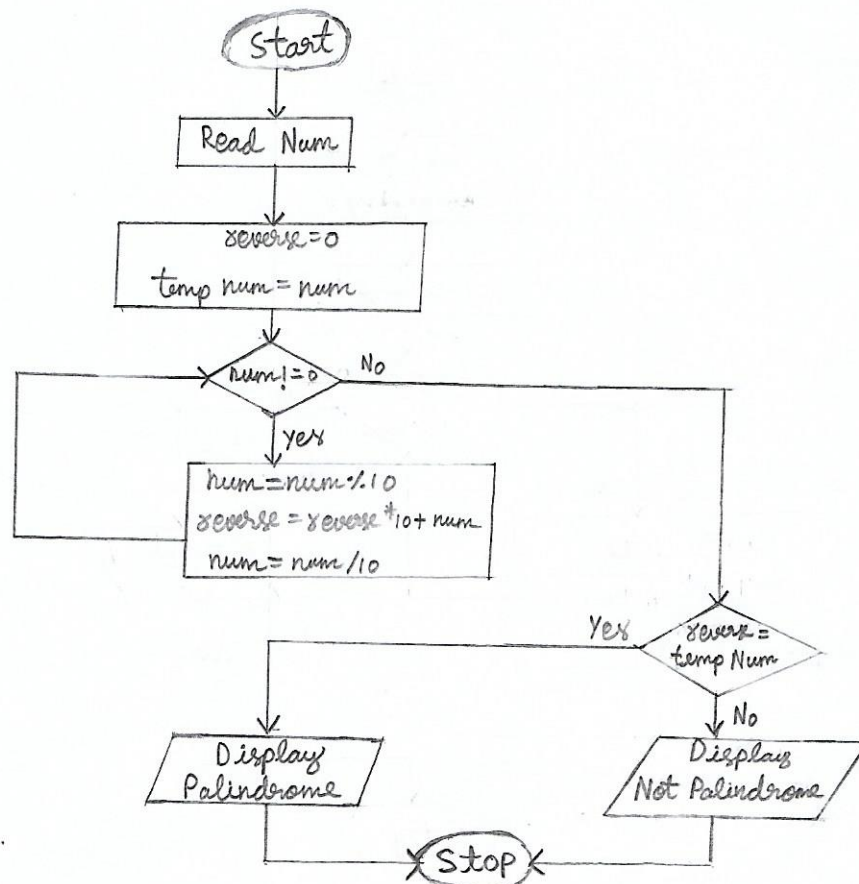 Start
Read Num
reverse=0
temp num = num
num!=0
No
Yes
num=num%10
reverse=reverse*10+num
num=num/10
Yes
reverse=
temp Num
No
Display
Palindrome
Display
Not Palindrome
Stop